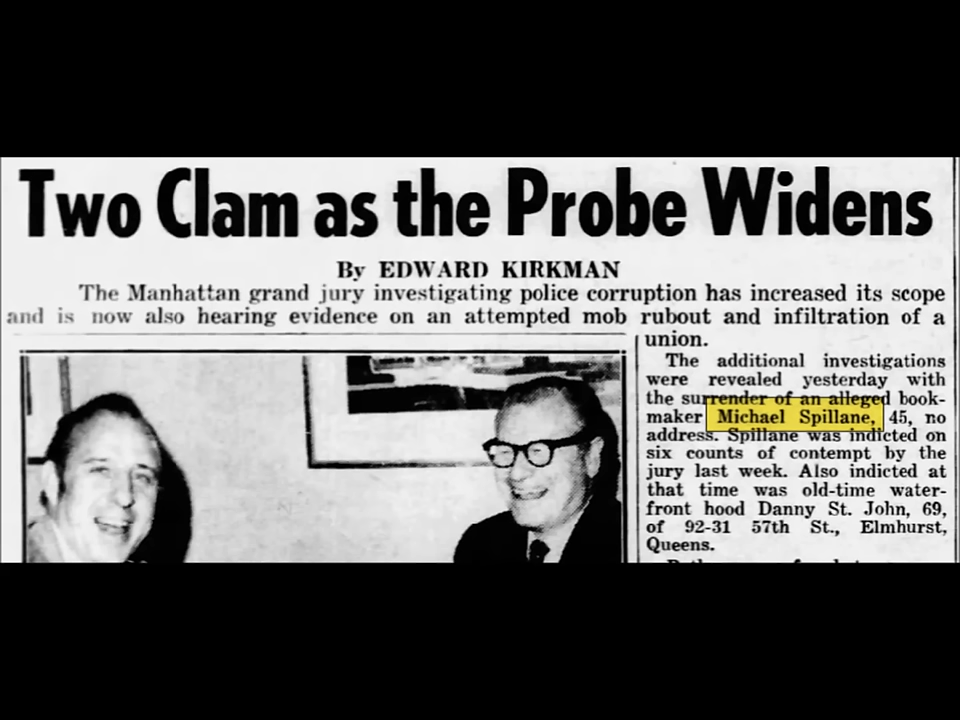 Two Clam as the Probe Widens
By EDWARD KIRKMAN
The Manhattan grand jury investigating police corruption has increased its scope
and is now also hearing evidence on an attempted mob rubout and infiltration of a
union.
The additional investigations
were revealed yesterday with
the surrender of an alleged book-
maker Michael Spillane, 45, no
address. Spillane was indicted on
six counts of contempt by the
jury last week. Also indicted at
that time was old-time water-
front hood Danny St. John, 69,
of 92-31 57th St., Elmhurst,
Queens.